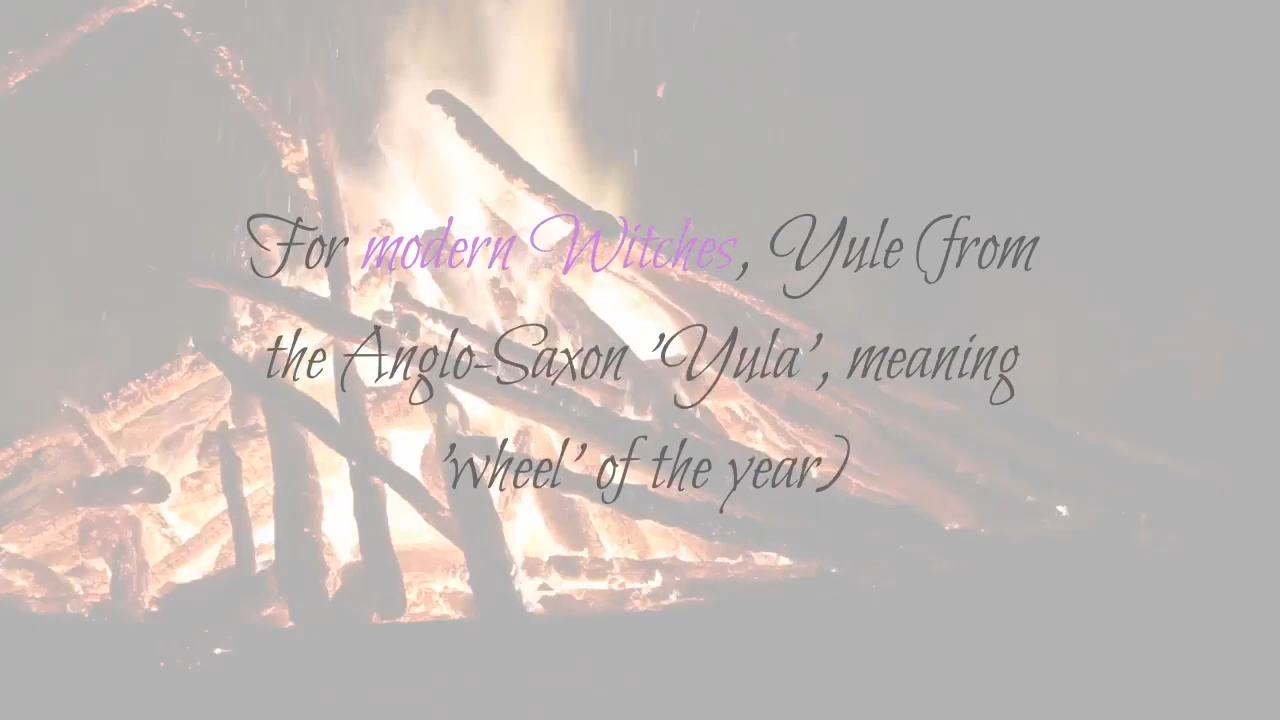 For modern Witches, Yule (from
the Anglo-Saxon 'Yula', meaning
'wheel' of the year)